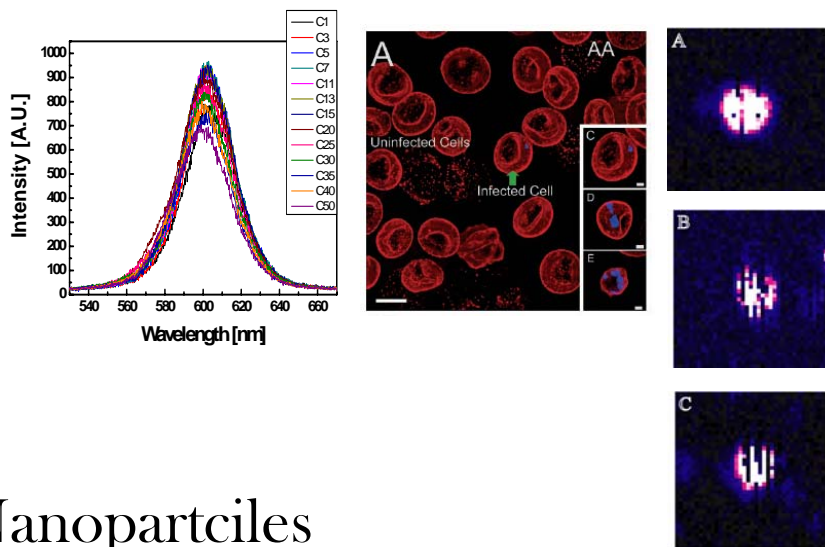 C1
C3
C5
C7
C11
C13
C15
C20
C25
C30
C35
C40
C50
1000
900
800
700
600
500
400
300
200
100
0
Intensity [A.U.]
540 560 580 600 620 640 660
Wavelength [nm]
A
AA
Uninfected Cells
Infected Cell
C
D
E
A
B
C
Nanopartciles